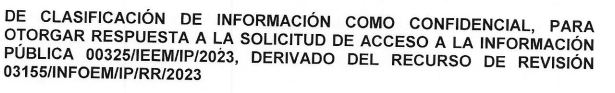 DE CLASIFICACIÓN DE INFORMACIÓN COMO CONFIDENCIAL, PARA
OTORGAR RESPUESTA A LA SOLICITUD DE ACCESO A LA INFORMACIÓN
PÚBLICA 00325/IEEM/IP/2023, DERIVADO DEL RECURSO DE REVISIÓN
03155/INFOEM/IP/RR/2023